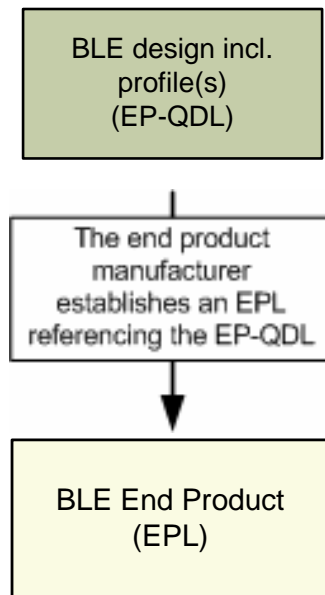 BLE design incl.
profile(s)
(EP-QDL)
The end product
manufacturer
establishes an EPL
referencing the EP-QDL
BLE End Product
(EPL)